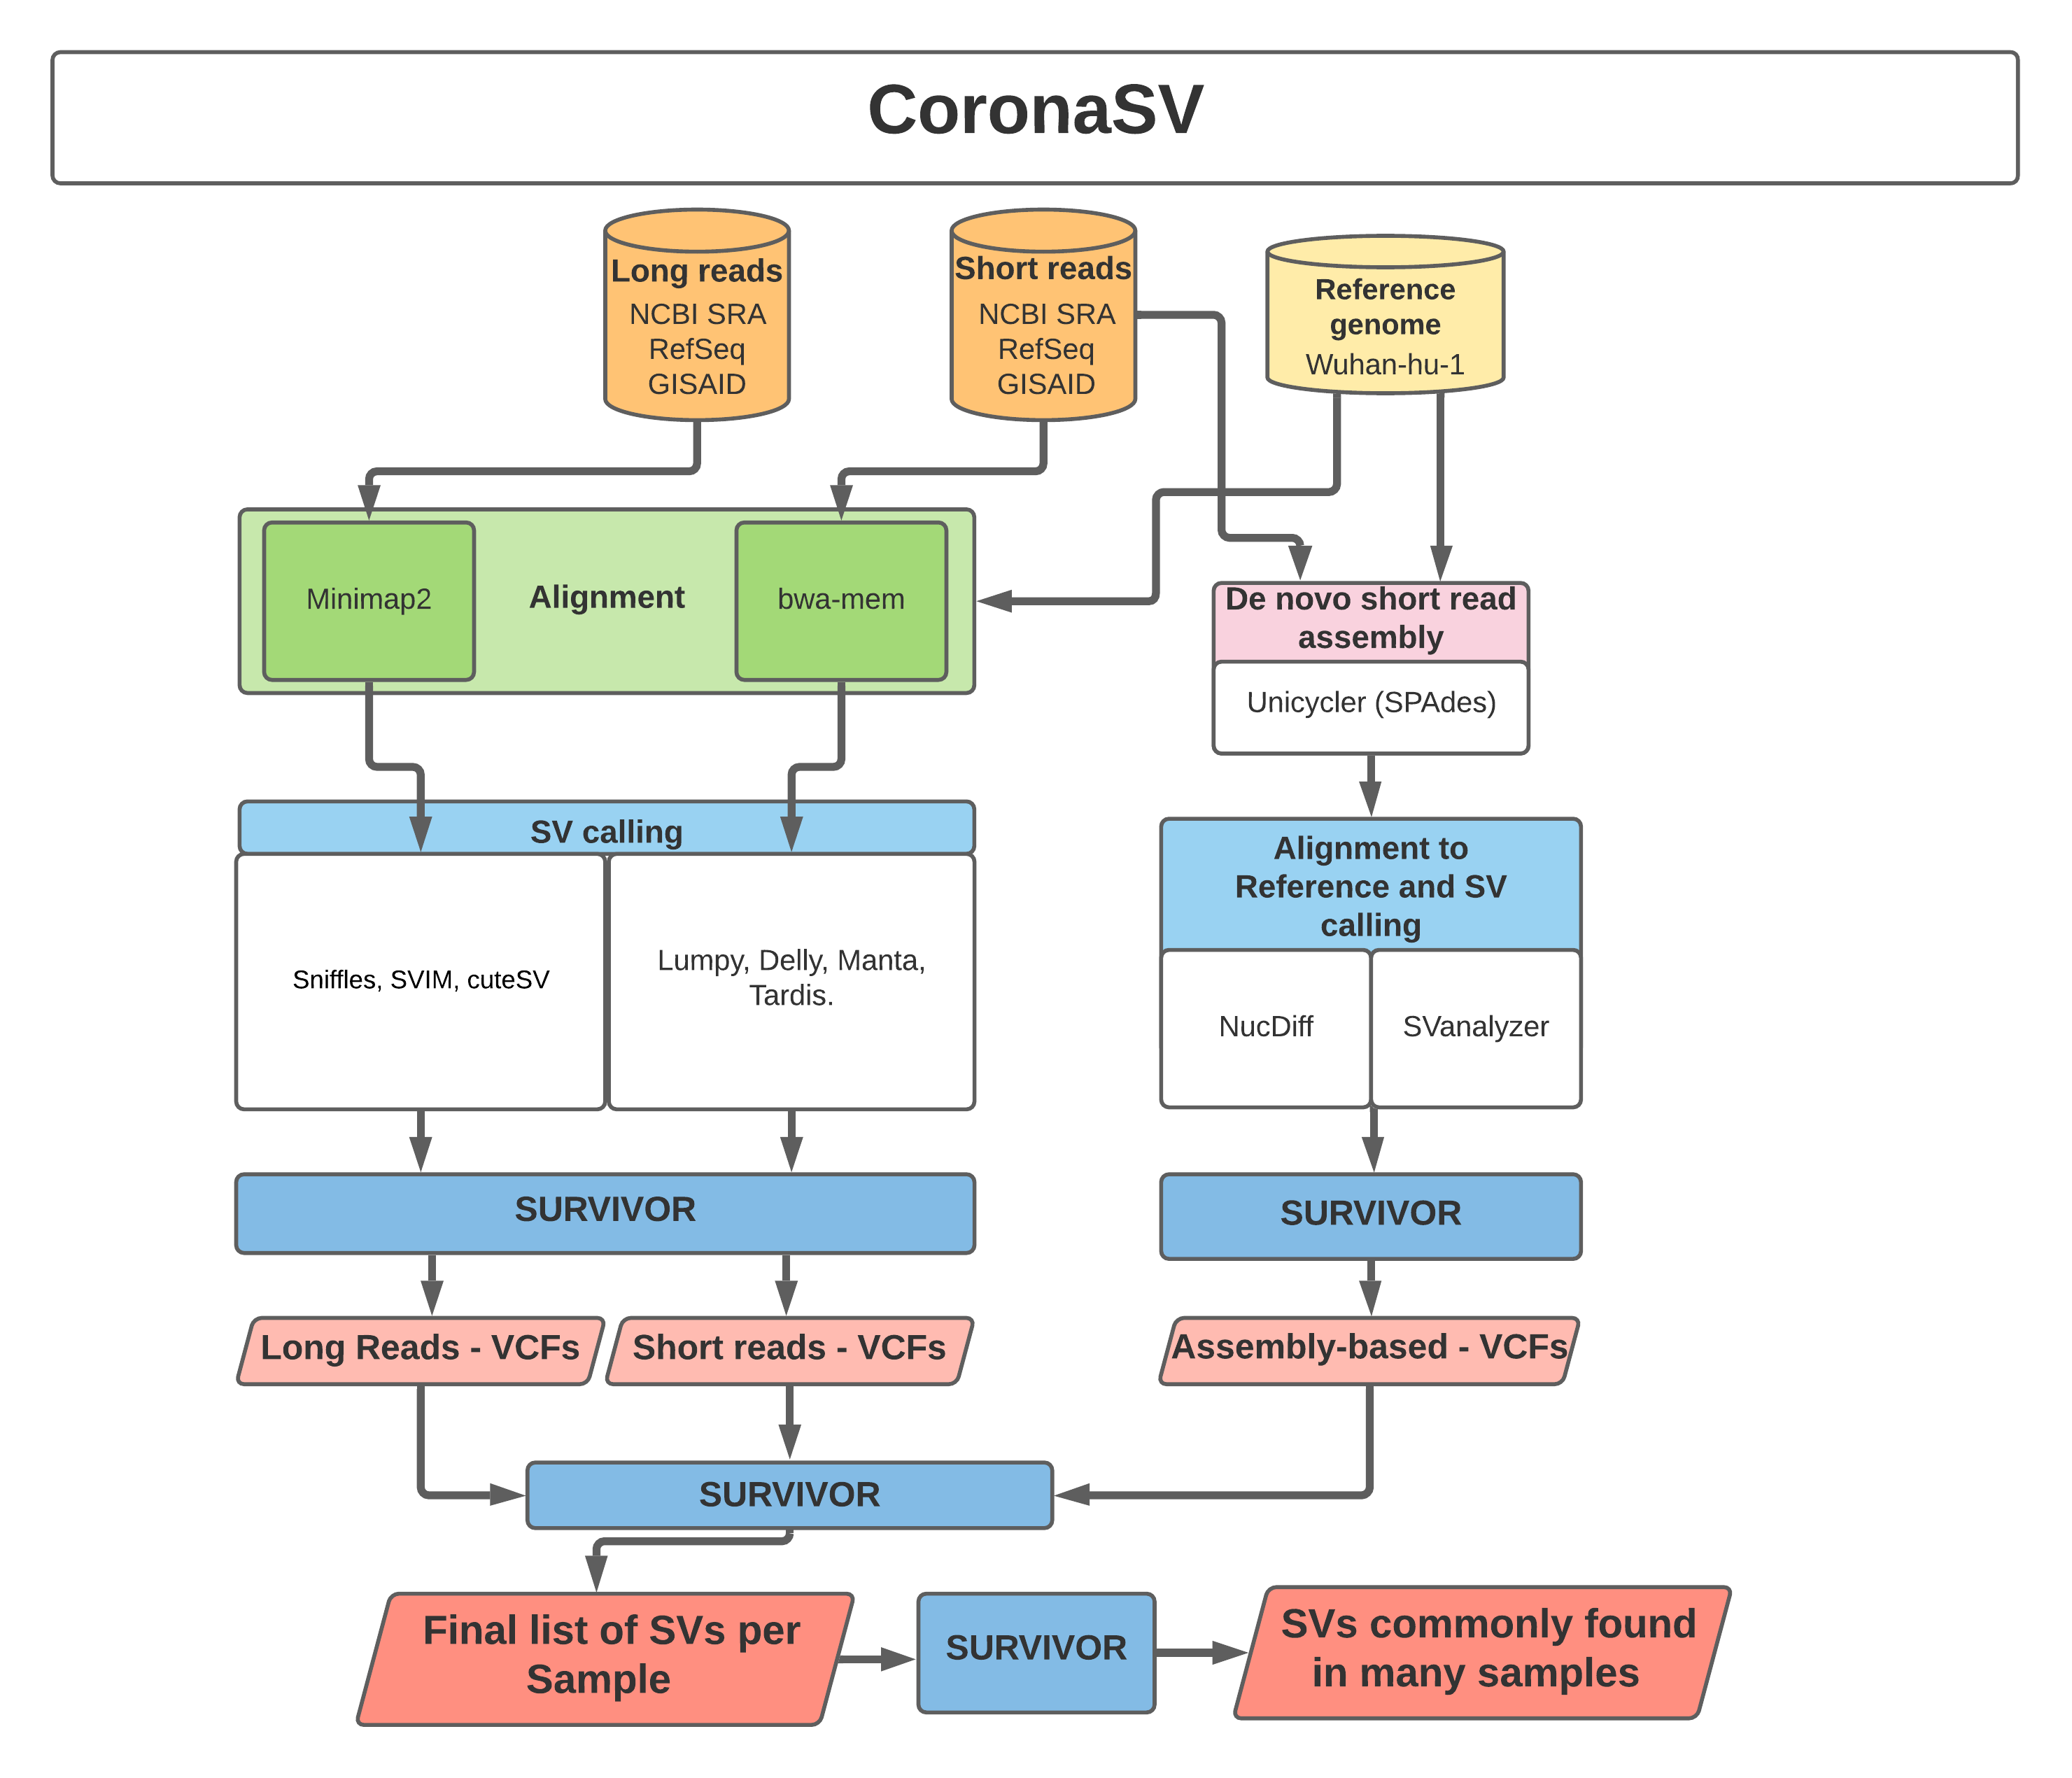 CoronaSV
Long reads
NCBI SRA
RefSeq
GISAID
Short reads
NCBI SRA
RefSeq
GISAID
Reference
genome
Wuhan-hu-1
Minimap2
Alignment
bwa-mem
De novo short read
assembly
Unicycler (SPAdes)
SV calling
Sniffles, SVIM, cuteSV
Lumpy, Delly, Manta,
Tardis.
Alignment to
Reference and SV
calling
NucDiff
SVanalyzer
SURVIVOR
SURVIVOR
Long Reads - VCFs
Short reads - VCFs
Assembly-based - VCFs
SURVIVOR
Final list of SVs per
Sample
SURVIVOR
SVs commonly found
in many samples